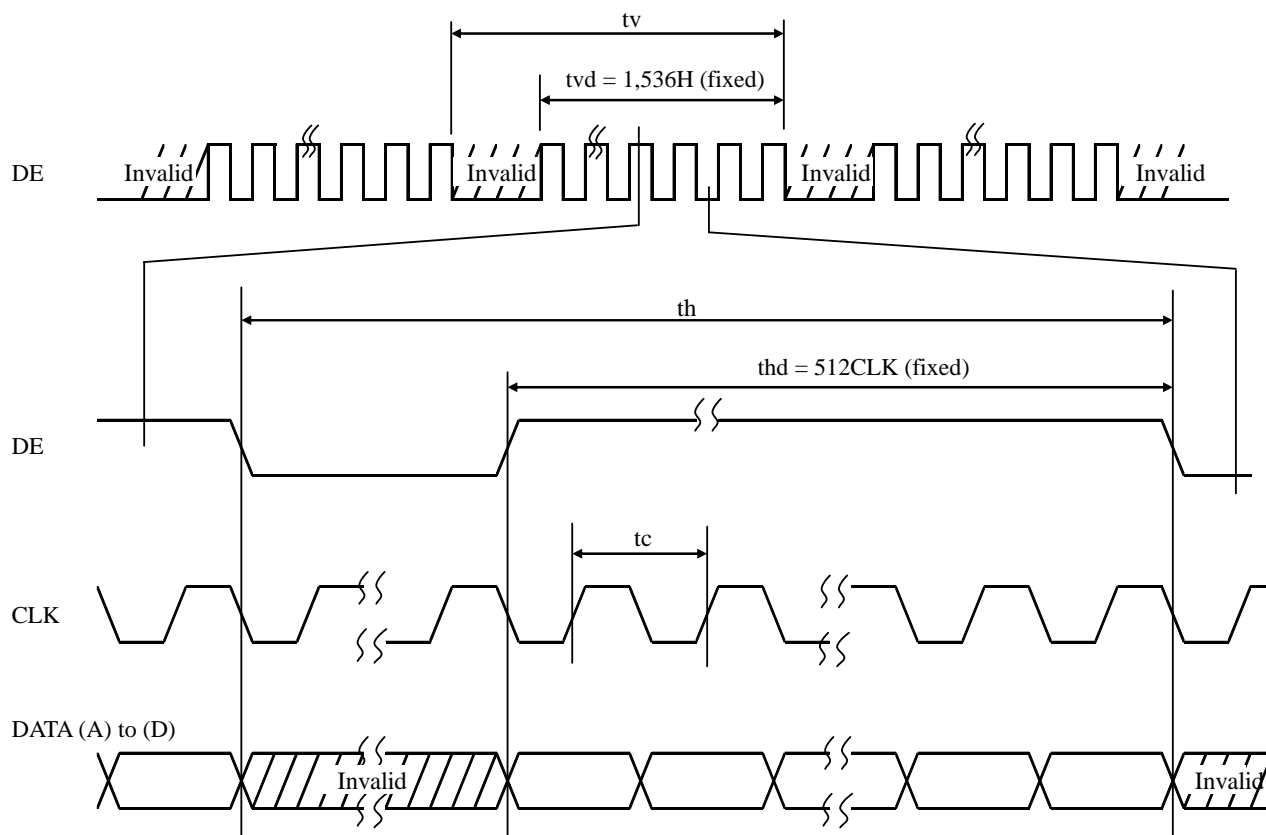 tv
tvd = 1,536H (fixed)
DE
Invalid
Invalid
Invalid
Invalid
th
thd = 512CLK (fixed)
DE
tc
CLK
DATA (A) to (D)
Invalid
Invalid